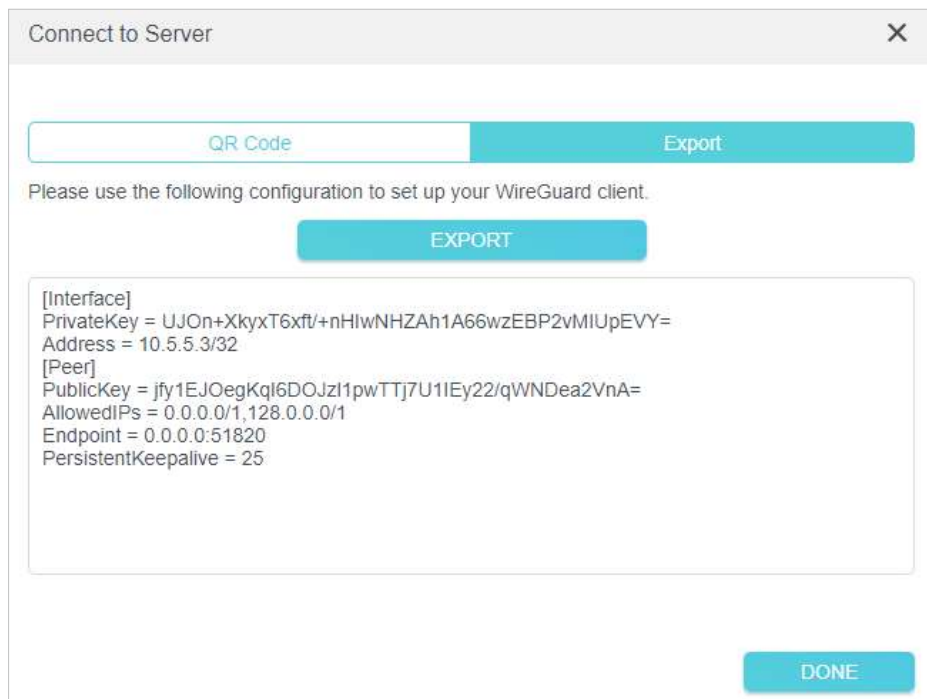 Connect to Server
QR Code
Export
Please use the following configuration to set up your WireGuard client.
EXPORT
[Interface]
PrivateKey = UJOn+XkyxT6xft/+nHIwNHZAh1A66wzEBP2vMIUpEVY=
Address = 10.5.5.3/32
[Peer]
PublicKey = jfy1EJOegKqI6DOJzI1pwTTj7U1IEy22/qWNDea2VnA=
AllowedIPs = 0.0.0.0/1,128.0.0.0/1
Endpoint = 0.0.0.0:51820
PersistentKeepalive = 25
DONE